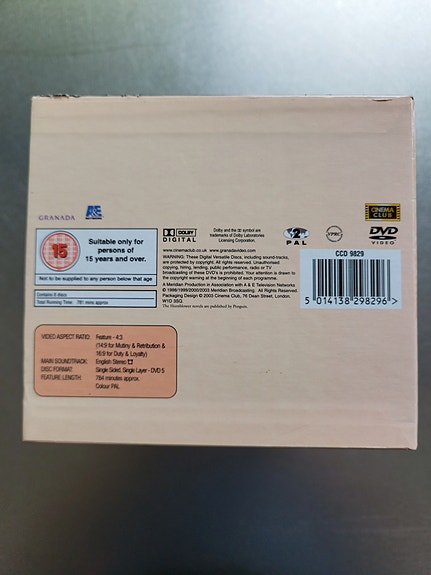 GRANADA
A&E
15
Suitable only for
persons of
15 years and over.
Not to be supplied to any person below that age
Contains 8 discs
Total Running Time: 781 mins approx
DOLBY
DIGITAL
Dolby and the DD symbol are
trademarks of Dolby Laboratories
Licensing Corporation.
2
PAL
VPRC
CINEMA
CLUB
DVD
VIDEO
www.cinemaclub.co.uk www.granadavideo.com
WARNING: These Digital Versatile Discs, including sound-tracks,
are protected by copyright. All rights reserved. Unauthorised
copying, hiring, lending, public performance, radio or TV
broadcasting of these DVD's is prohibited. Your attention is drawn to
the copyright warning at the beginning of each programme.
A Meridian Production in Association with A & E Television Networks
© 1998/1999/2002/2003 Meridian Broadcasting. All Rights Reserved.
Packaging Design © 2003 Cinema Club, 76 Dean Street, London.
W1D 3SQ.
The Hornblower novels are published by Penguin.
CCD 9829
5 014138 298296 >
VIDEO ASPECT RATIO: Feature - 4:3
(14:9 for Mutiny & Retribution &
16:9 for Duty & Loyalty)
MAIN SOUNDTRACK: English Stereo
DISC FORMAT: Single Sided, Single Layer - DVD 5
FEATURE LENGTH: 784 minutes approx.
Colour PAL